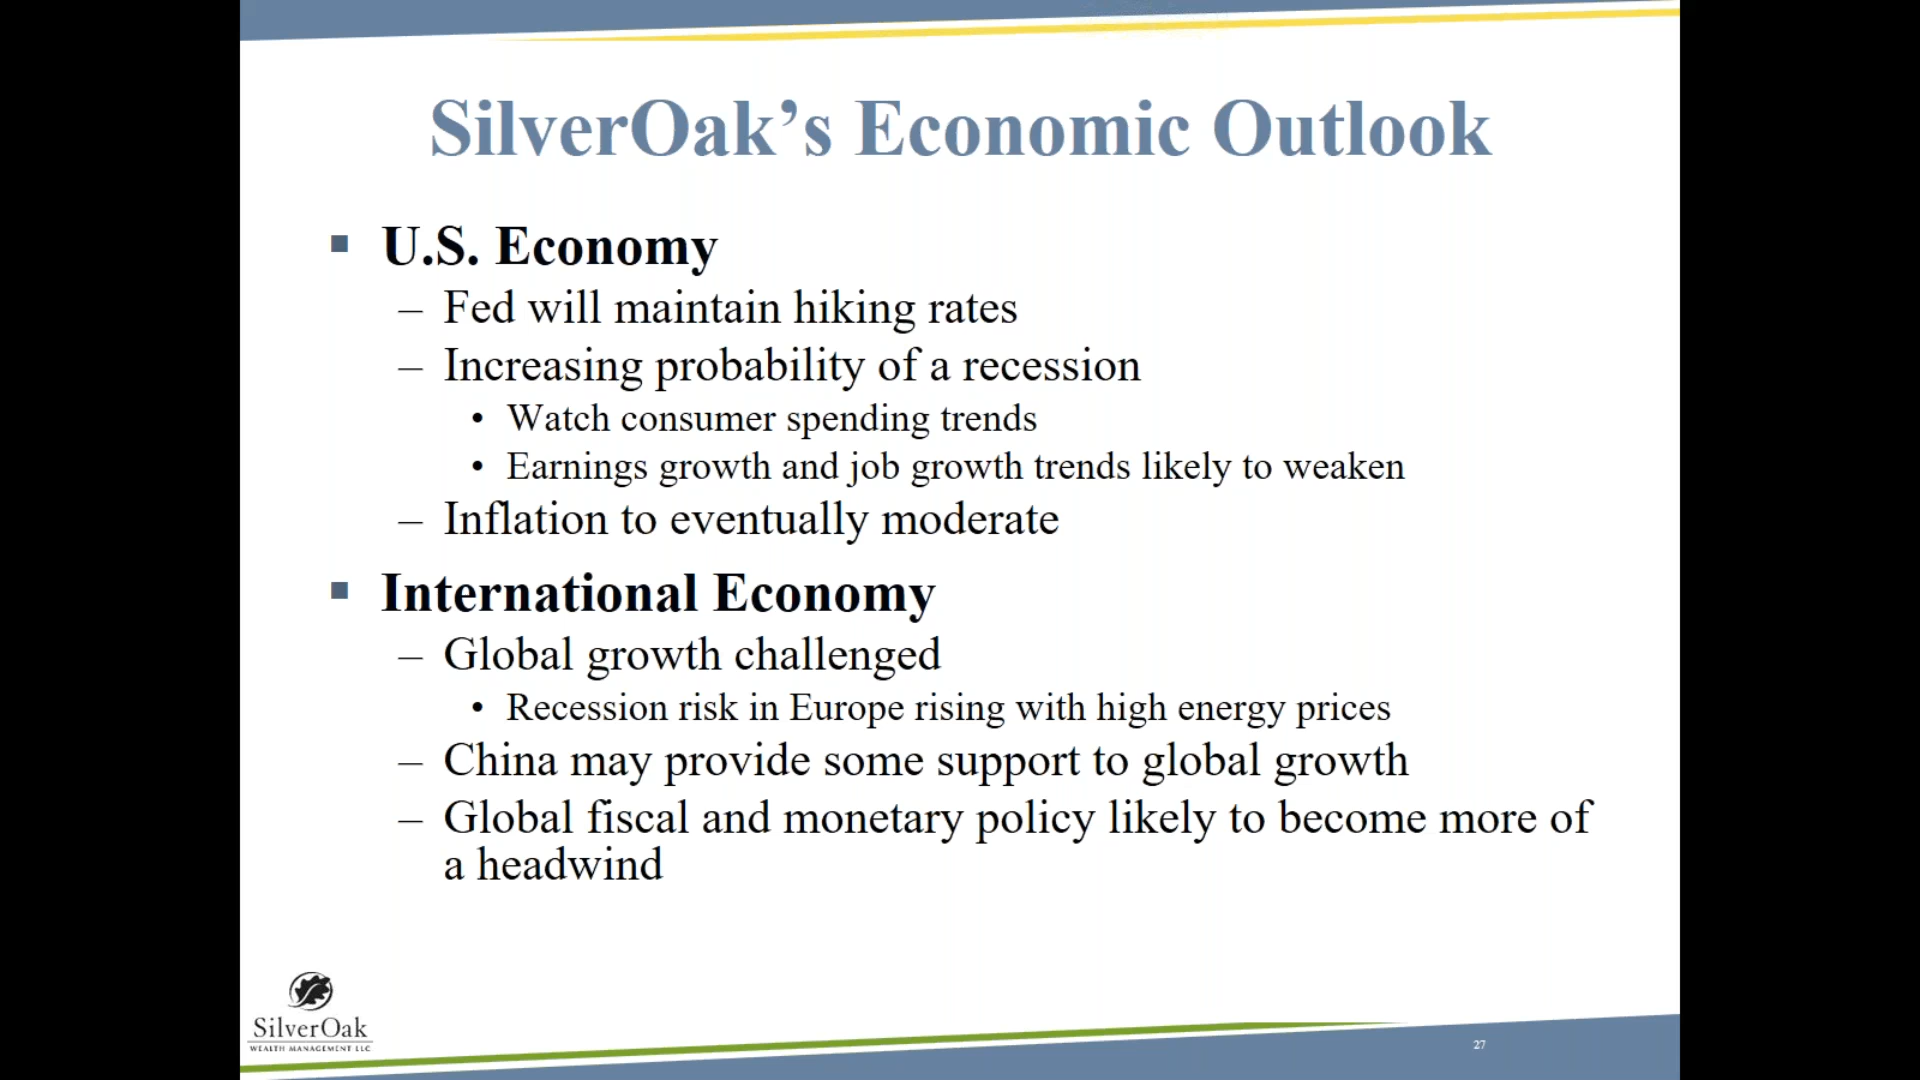 SilverOak’s Economic Outlook
▪ U.S. Economy
– Fed will maintain hiking rates
– Increasing probability of a recession
• Watch consumer spending trends
• Earnings growth and job growth trends likely to weaken
– Inflation to eventually moderate
▪ International Economy
– Global growth challenged
• Recession risk in Europe rising with high energy prices
– China may provide some support to global growth
– Global fiscal and monetary policy likely to become more of
a headwind
SilverOak
WEALTH MANAGEMENT LLC
27